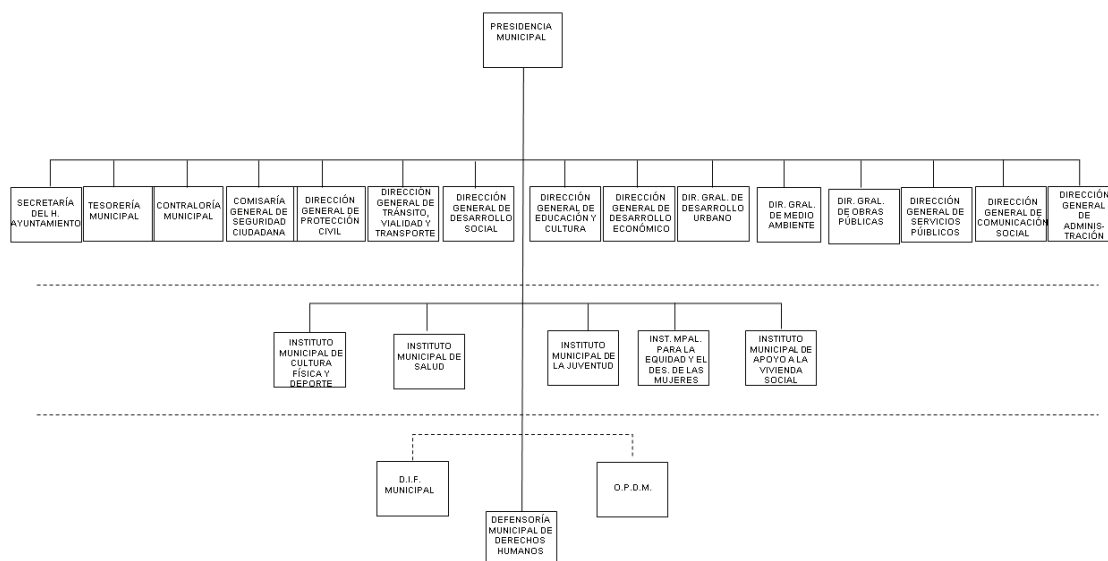 PRESIDENCIA
MUNICIPAL
SECRETARÍA
DEL H.
AYUNTAMIENTO
TESORERÍA
MUNICIPAL
CONTRALORÍA
MUNICIPAL
COMISARÍA
GENERAL DE
SEGURIDAD
CIUDADANA
DIRECCIÓN
GENERAL DE
PROTECCIÓN
CIVIL
DIRECCIÓN
GENERAL DE
TRÁNSITO,
VIALIDAD Y
TRANSPORTE
DIRECCIÓN
GENERAL DE
DESARROLLO
SOCIAL
DIRECCIÓN
GENERAL DE
EDUCACIÓN Y
CULTURA
DIRECCIÓN
GENERAL DE
DESARROLLO
ECONÓMICO
DIR. GRAL. DE
DESARROLLO
URBANO
DIR. GRAL.
DE MEDIO
AMBIENTE
DIR. GRAL.
DE OBRAS
PÚBLICAS
DIRECCIÓN
GENERAL DE
SERVICIOS
PÚIBLICOS
DIRECCIÓN
GENERAL DE
COMUNICACIÓN
SOCIAL
DIRECCIÓN
GENERAL
DE
ADMINIS-
TRACIÓN
INSTITUTO
MUNICIPAL DE
CULTURA
FÍSICA Y
DEPORTE
INSTITUTO
MUNICIPAL DE
SALUD
INSTITUTO
MUNICIPAL DE
LA JUVENTUD
INST. MPAL.
PARA LA
EQUIDAD Y EL
DES. DE LAS
MUJERES
INSTITUTO
MUNICIPAL DE
APOYO A LA
VIVIENDA
SOCIAL
D.I.F.
MUNICIPAL
O.P.D.M.
DEFENSORÍA
MUNICIPAL DE
DERECHOS
HUMANOS